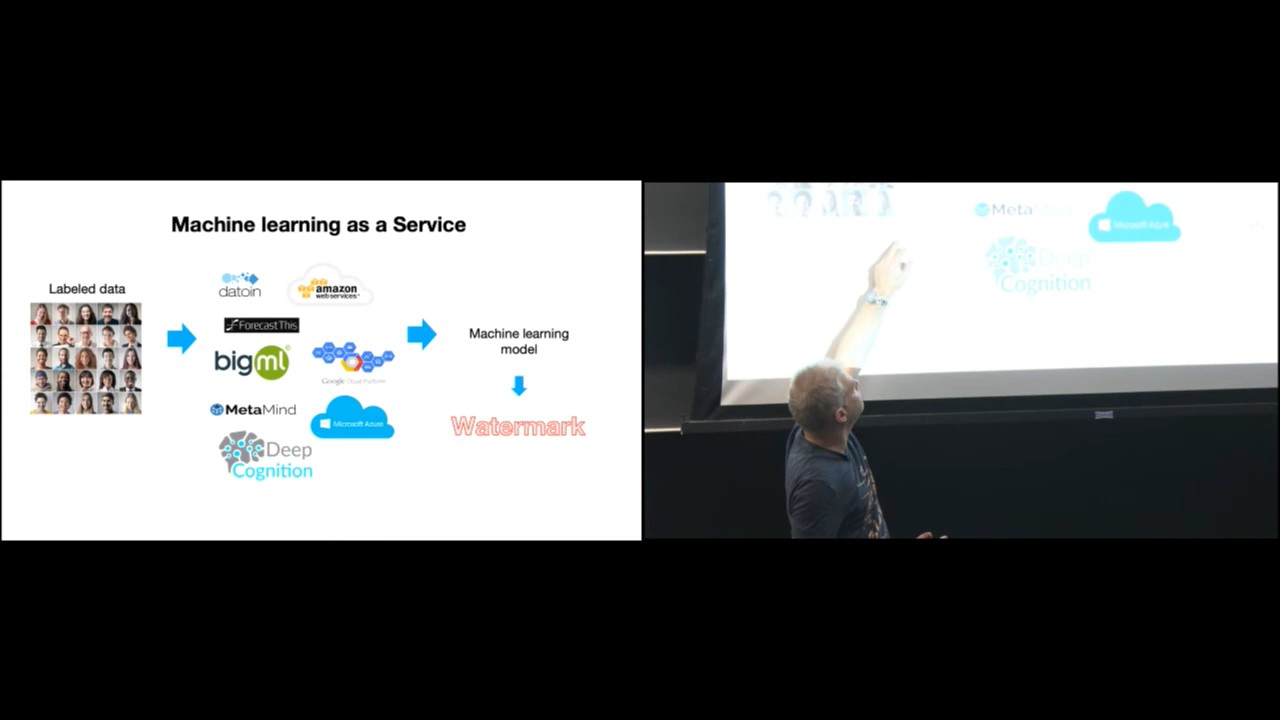 Machine learning as a Service
Labeled data
datoin
amazon
web services™
ForecastThis
bigml®
Google Cloud Platform
MetaMind
Microsoft Azure
Deep
Cognition
Machine learning
model
Watermark
MetaMind
Microsoft Azure
Deep
Cognition